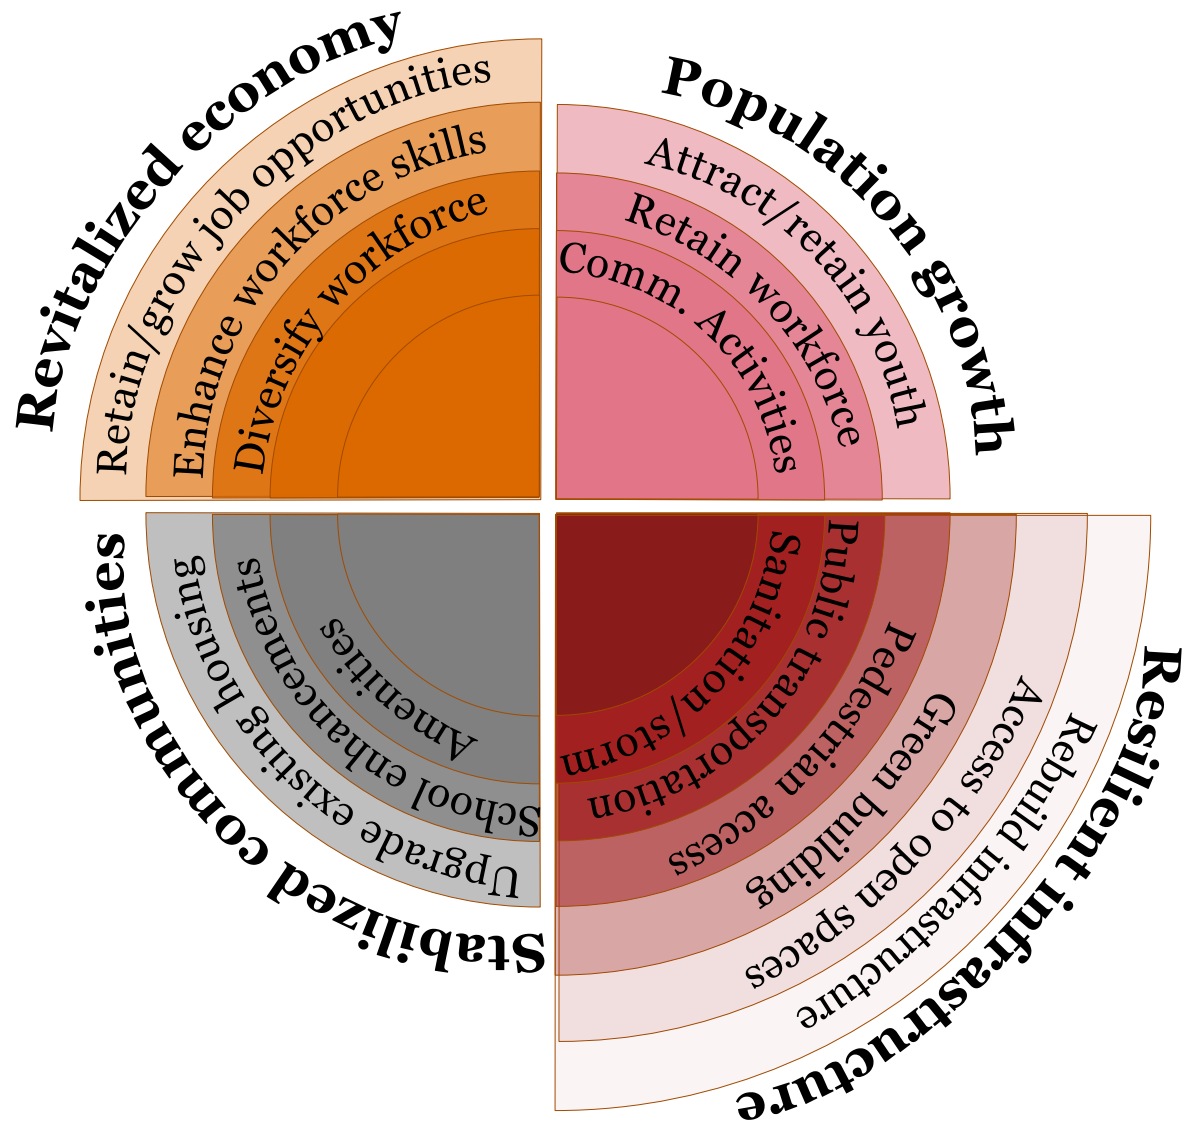 Revitalized economy
Retain/grow job opportunities
Enhance workforce skills
Diversify workforce
Population growth
Attract/retain youth
Retain workforce
Comm. Activities
Stabilized communities
Upgrade existing housing
School enhancements
Amenities
Resilient infrastructure
Rebuild infrastructure
Access to open spaces
Green building
Pedestrian access
Public transportation
Sanitation/storm